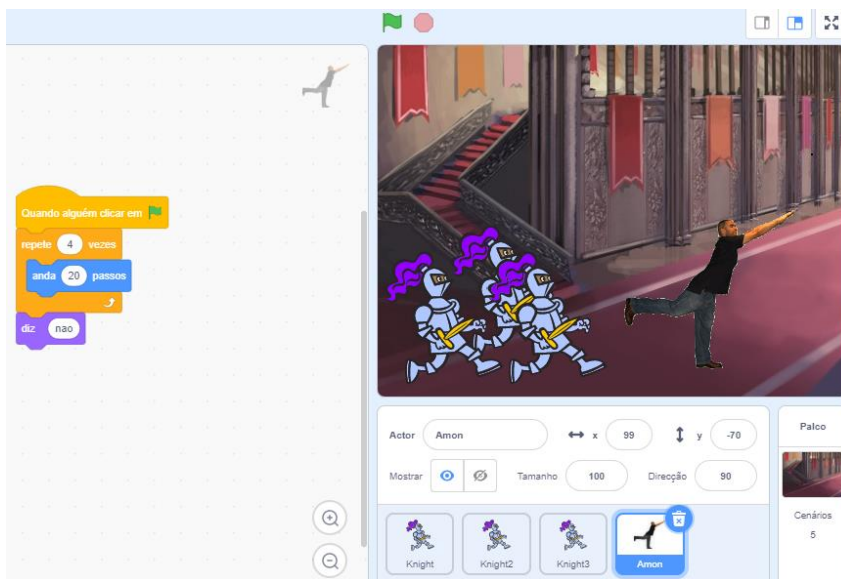 Quando alguém clicar em
repete 4 vezes
anda 20 passos
diz nao
Actor Amon x 99 y -70
Mostrar Tamanho 100 Direcção 90
Knight Knight2 Knight3 Amon
Palco
Cenários
5